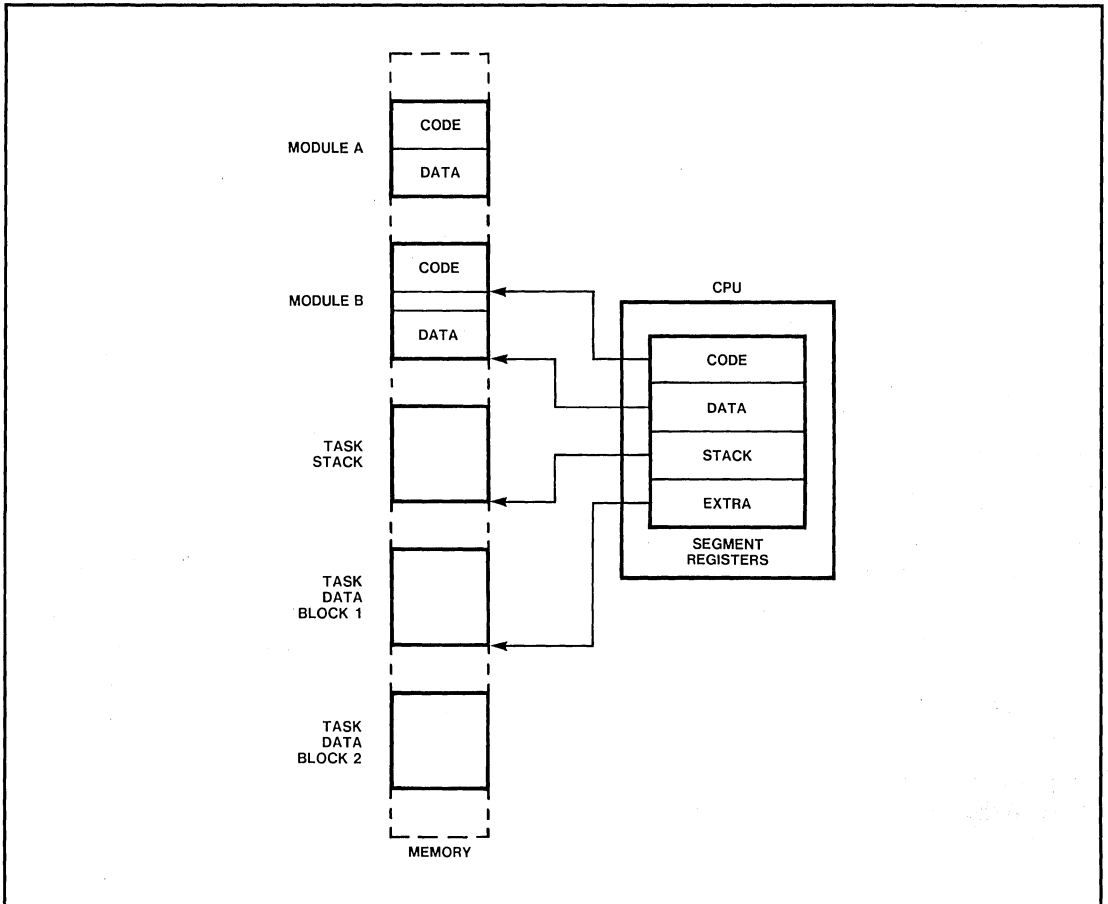 CODE
MODULE A
DATA
CODE
MODULE B
DATA
TASK
STACK
TASK
DATA
BLOCK 1
TASK
DATA
BLOCK 2
MEMORY
CPU
CODE
DATA
STACK
EXTRA
SEGMENT
REGISTERS